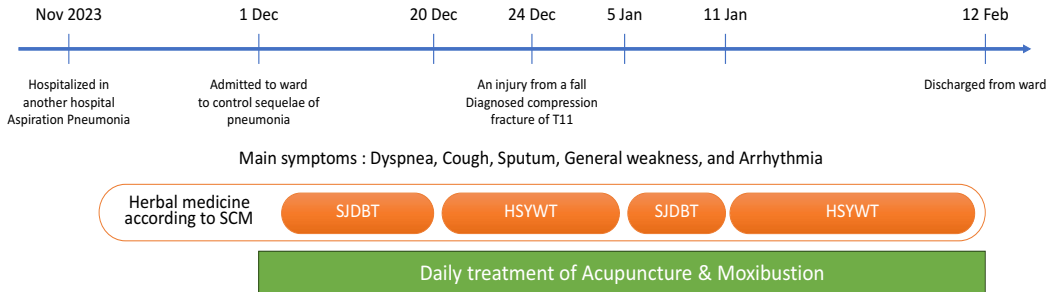 Nov 2023
1 Dec
20 Dec
24 Dec
5 Jan
11 Jan
12 Feb
Hospitalized in
another hospital
Aspiration Pneumonia
Admitted to ward
to control sequelae of
pneumonia
An injury from a fall
Diagnosed compression
fracture of T11
Discharged from ward
Main symptoms : Dyspnea, Cough, Sputum, General weakness, and Arrhythmia
Herbal medicine
according to SCM
SJDBT
HSYWT
SJDBT
HSYWT
Daily treatment of Acupuncture & Moxibustion